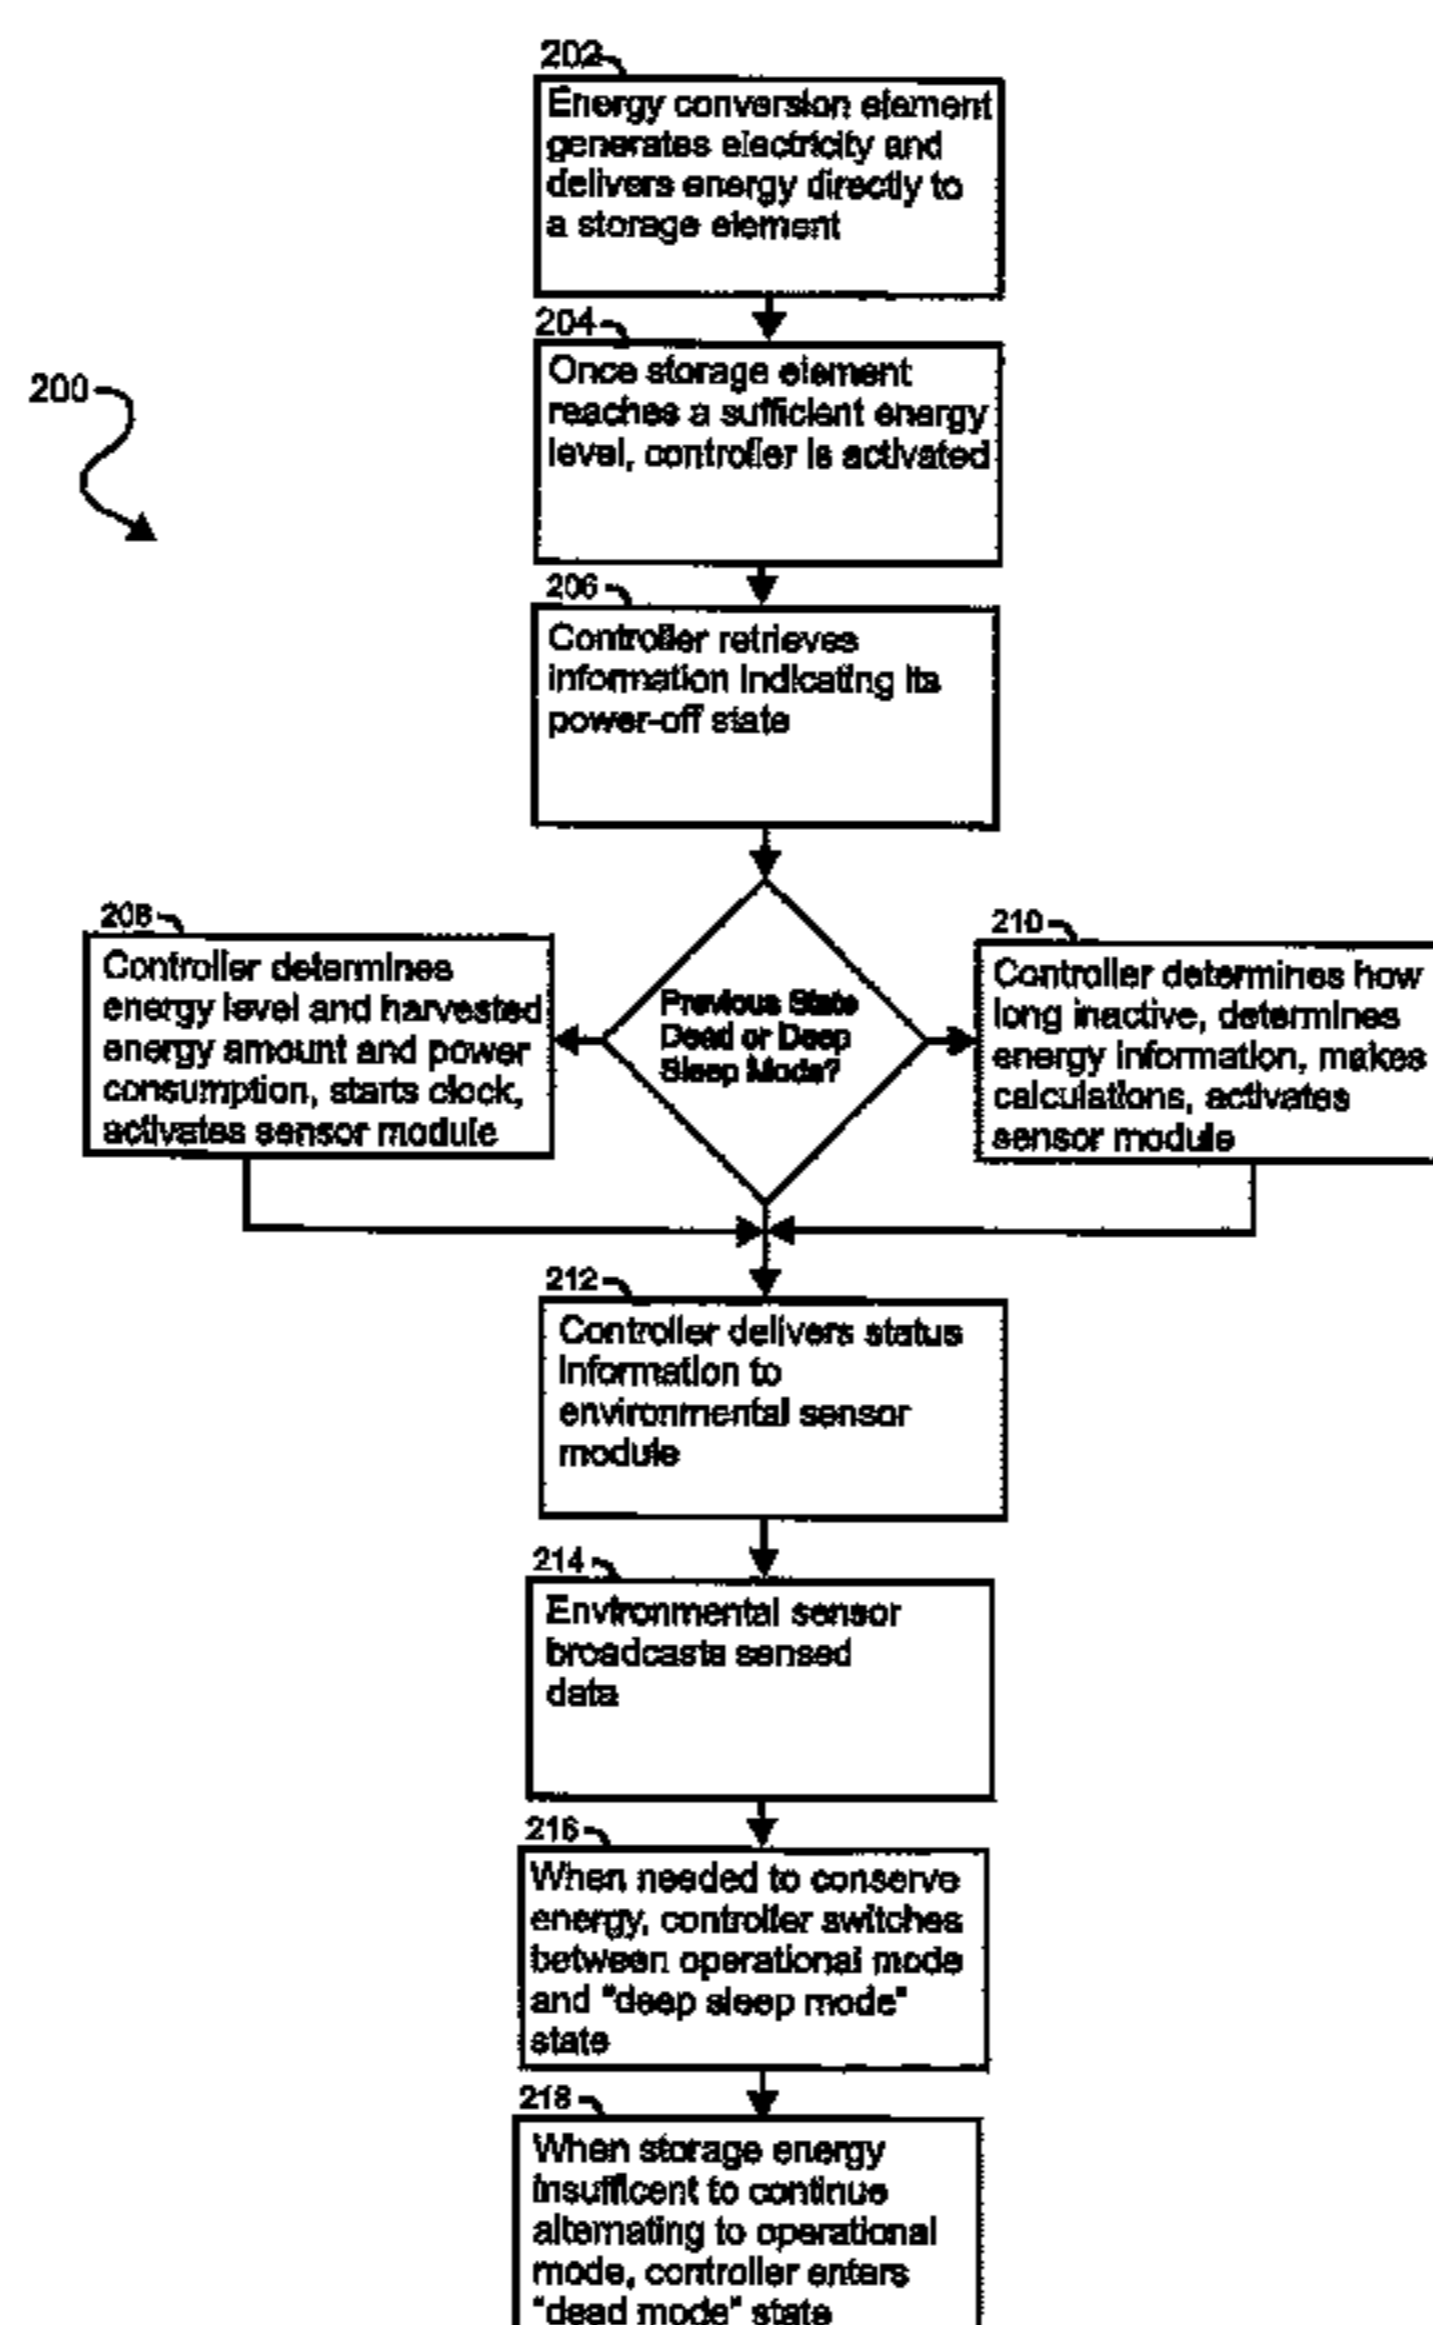 202
Energy conversion element
generates electricity and
delivers energy directly to
a storage element
204
Once storage element
reaches a sufficient energy
level, controller is activated
200
206
Controller retrieves
information indicating its
power-off state
208
Controller determines
energy level and harvested
energy amount and power
consumption, starts clock,
activates sensor module
Previous State
Dead or Deep
Sleep Mode?
210
Controller determines how
long inactive, determines
energy information, makes
calculations, activates
sensor module
212
Controller delivers status
information to
environmental sensor
module
214
Environmental sensor
broadcasts sensed
data
216
When needed to conserve
energy, controller switches
between operational mode
and "deep sleep mode"
state
218
When storage energy
insufficent to continue
alternating to operational
mode, controller enters
"dead mode" state